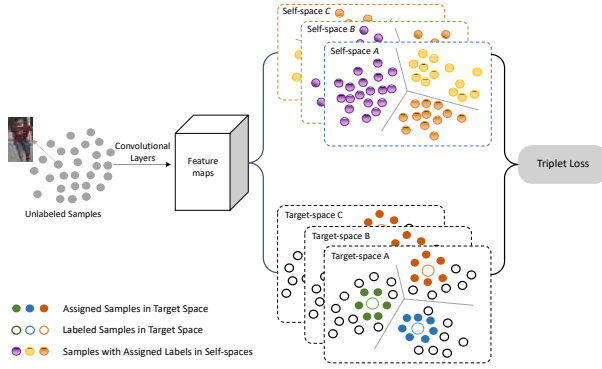 Self-space C
Self-space B
Self-space A
Convolutional
Layers
Feature
maps
Unlabeled Samples
Triplet Loss
Target-space C
Target-space B
Target-space A
Assigned Samples in Target Space
Labeled Samples in Target Space
Samples with Assigned Labels in Self-spaces